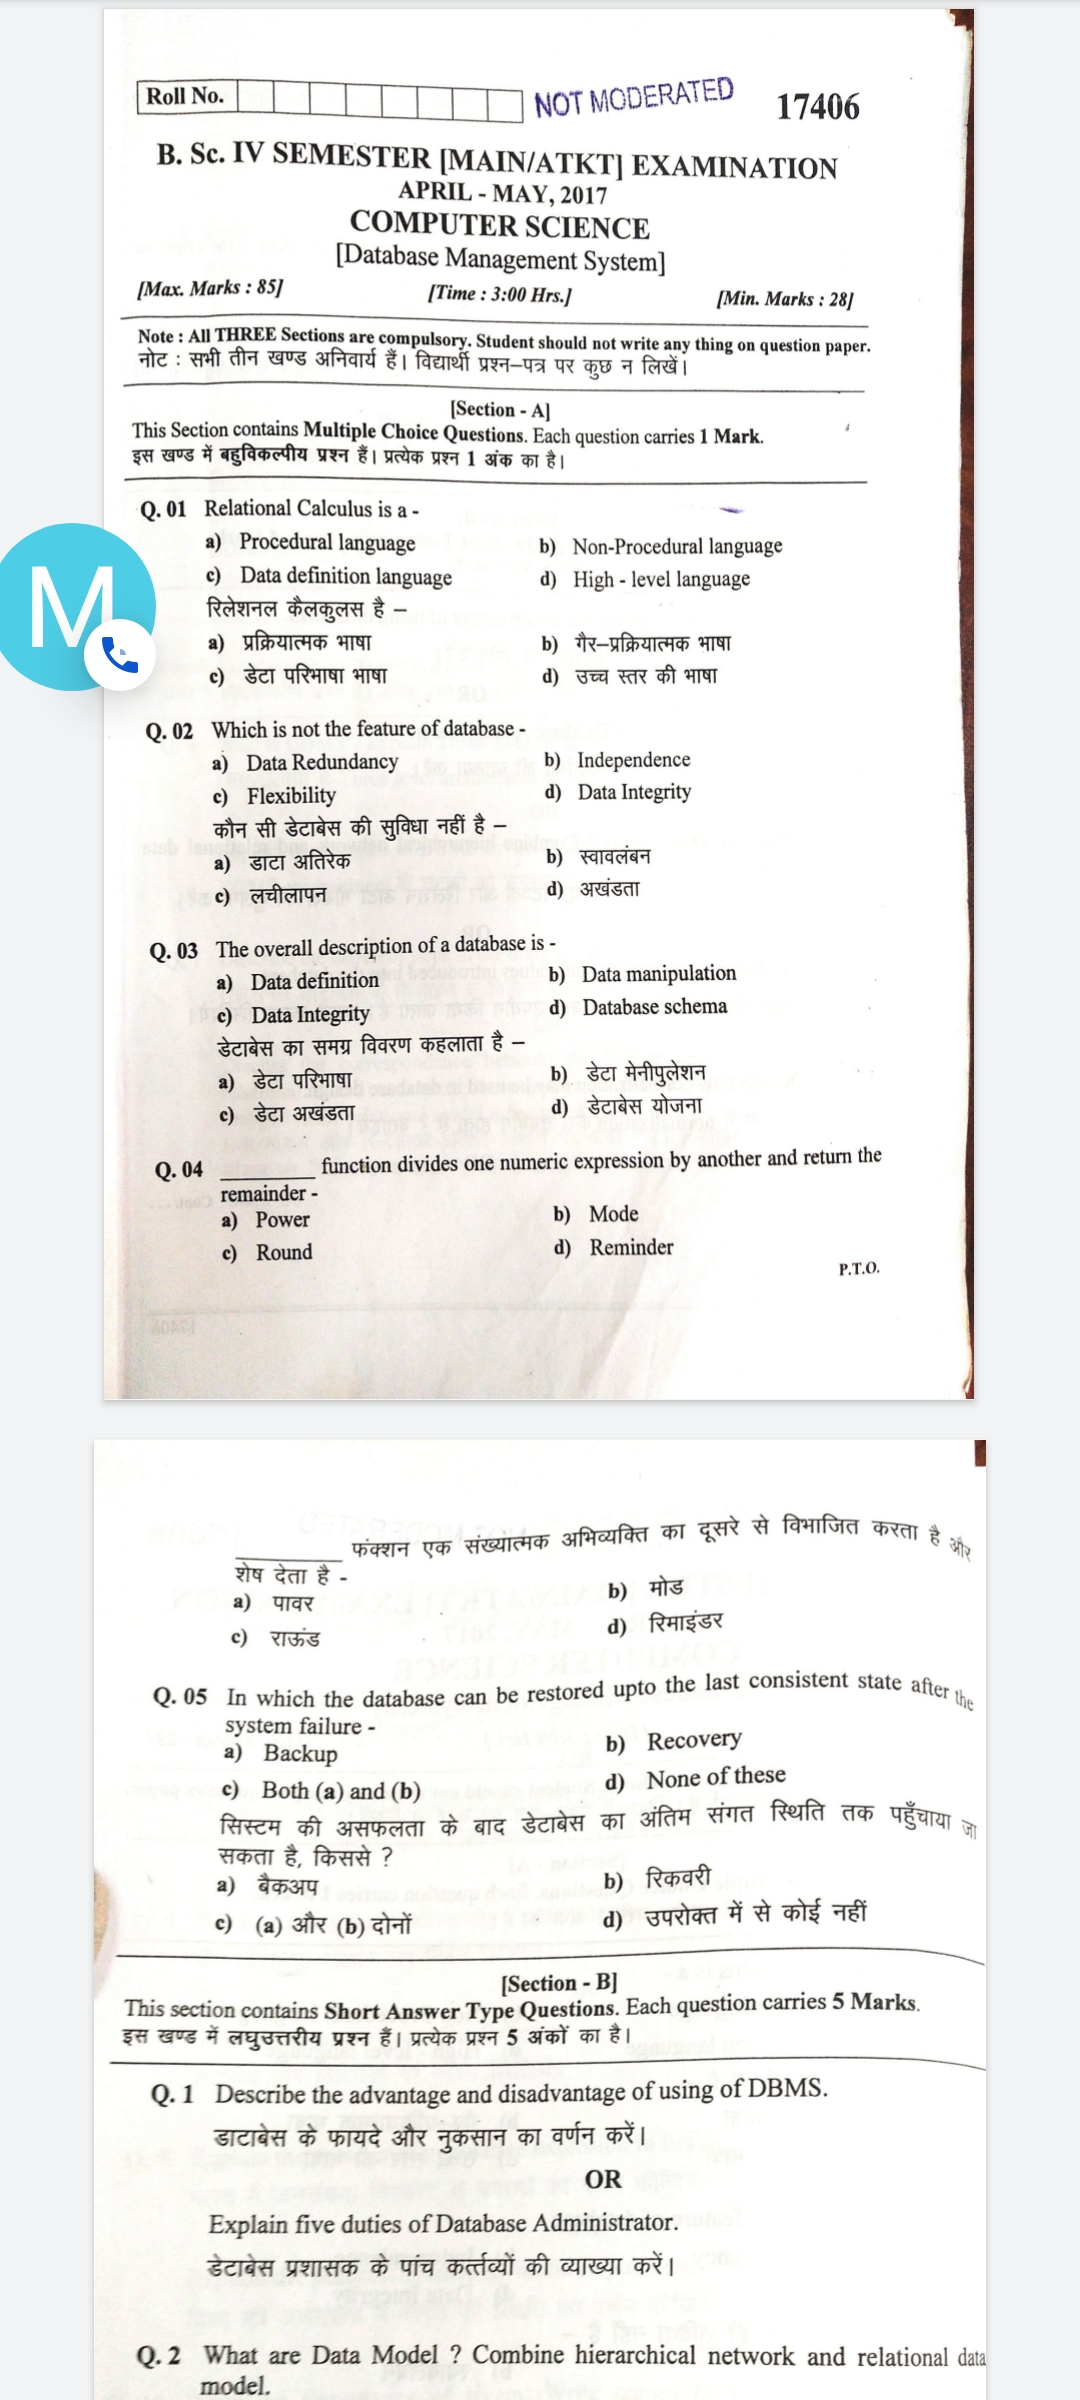 Roll No.
NOT MODERATED
17406
B. Sc. IV SEMESTER [MAIN/ATKT] EXAMINATION
APRIL - MAY, 2017
COMPUTER SCIENCE
[Database Management System]
[Max. Marks : 85] [Time : 3:00 Hrs.] [Min. Marks : 28]
Note : All THREE Sections are compulsory. Student should not write any thing on question paper.
नोट : सभी तीन खण्ड अनिवार्य हैं। विद्यार्थी प्रश्न–पत्र पर कुछ न लिखें।
[Section - A]
This Section contains Multiple Choice Questions. Each question carries 1 Mark.
इस खण्ड में बहुविकल्पीय प्रश्न हैं। प्रत्येक प्रश्न 1 अंक का है।
Q. 01 Relational Calculus is a -
a) Procedural language b) Non-Procedural language
c) Data definition language d) High - level language
रिलेशनल कैलकुलस है –
a) प्रक्रियात्मक भाषा b) गैर–प्रक्रियात्मक भाषा
c) डेटा परिभाषा भाषा d) उच्च स्तर की भाषा
M
Q. 02 Which is not the feature of database -
a) Data Redundancy b) Independence
c) Flexibility d) Data Integrity
कौन सी डेटाबेस की सुविधा नहीं है –
a) डाटा अतिरेक b) स्वावलंबन
c) लचीलापन d) अखंडता
Q. 03 The overall description of a database is -
a) Data definition b) Data manipulation
c) Data Integrity d) Database schema
डेटाबेस का समग्र विवरण कहलाता है –
a) डेटा परिभाषा b) डेटा मेनीपुलेशन
c) डेटा अखंडता d) डेटाबेस योजना
Q. 04 ________ function divides one numeric expression by another and return the
remainder -
a) Power b) Mode
c) Round d) Reminder
P.T.O.
________ फंक्शन एक संख्यात्मक अभिव्यक्ति का दूसरे से विभाजित करता है और
शेष देता है -
a) पावर b) मोड
c) राऊंड d) रिमाइंडर
Q. 05 In which the database can be restored upto the last consistent state after the
system failure -
a) Backup b) Recovery
c) Both (a) and (b) d) None of these
सिस्टम की असफलता के बाद डेटाबेस का अंतिम संगत स्थिति तक पहुँचाया जा
सकता है, किससे ?
a) बैकअप b) रिकवरी
c) (a) और (b) दोनों d) उपरोक्त में से कोई नहीं
[Section - B]
This section contains Short Answer Type Questions. Each question carries 5 Marks.
इस खण्ड में लघुउत्तरीय प्रश्न हैं। प्रत्येक प्रश्न 5 अंकों का है।
Q. 1 Describe the advantage and disadvantage of using of DBMS.
डाटाबेस के फायदे और नुकसान का वर्णन करें।
OR
Explain five duties of Database Administrator.
डेटाबेस प्रशासक के पांच कर्त्तव्यों की व्याख्या करें।
Q. 2 What are Data Model ? Combine hierarchical network and relational data
model.